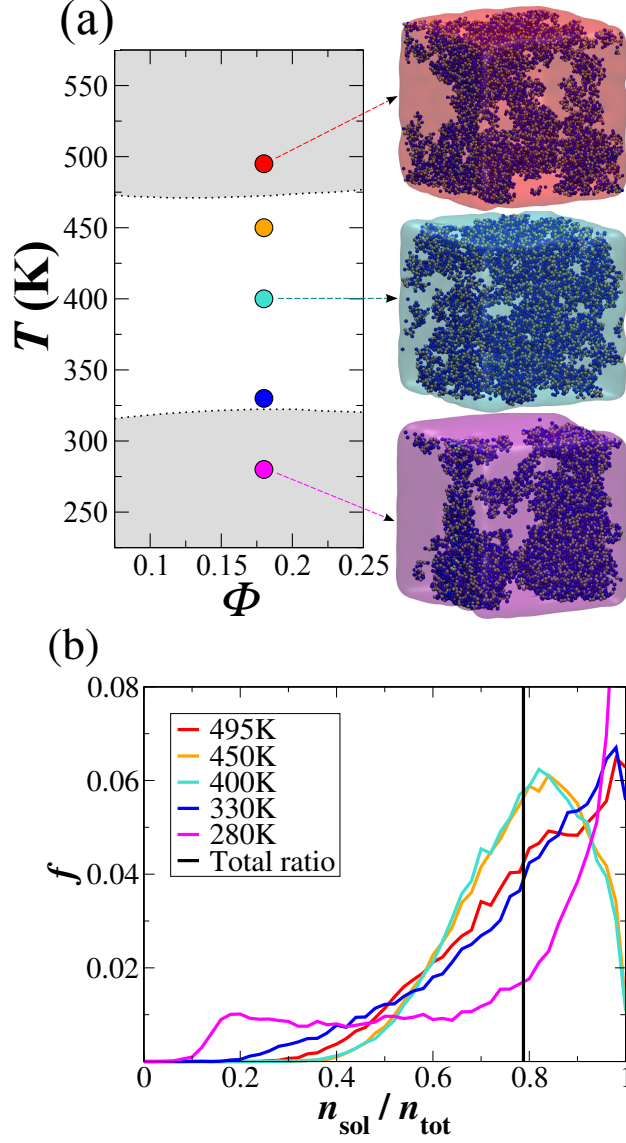 (a)
550
500
450
400
350
300
250
T (K)
0.1
0.15
0.2
0.25
Φ
(b)
0.08
0.06
0.04
0.02
f
495K
450K
400K
330K
280K
Total ratio
0
0.2
0.4
0.6
0.8
1
n_sol / n_tot